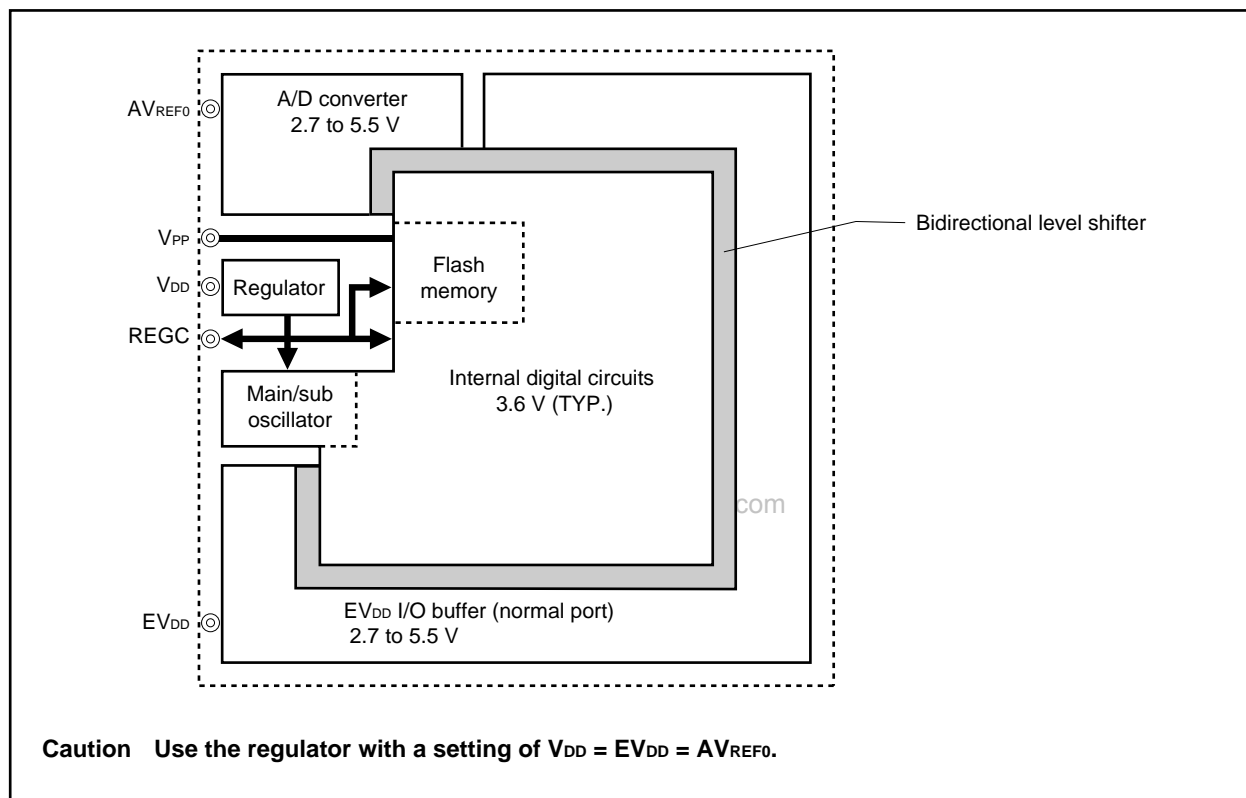 A/D converter
2.7 to 5.5 V
AVREF0
Bidirectional level shifter
VPP
Flash
memory
VDD
Regulator
REGC
Internal digital circuits
3.6 V (TYP.)
Main/sub
oscillator
com
EVDD I/O buffer (normal port)
2.7 to 5.5 V
EVDD
Caution Use the regulator with a setting of VDD = EVDD = AVREF0.